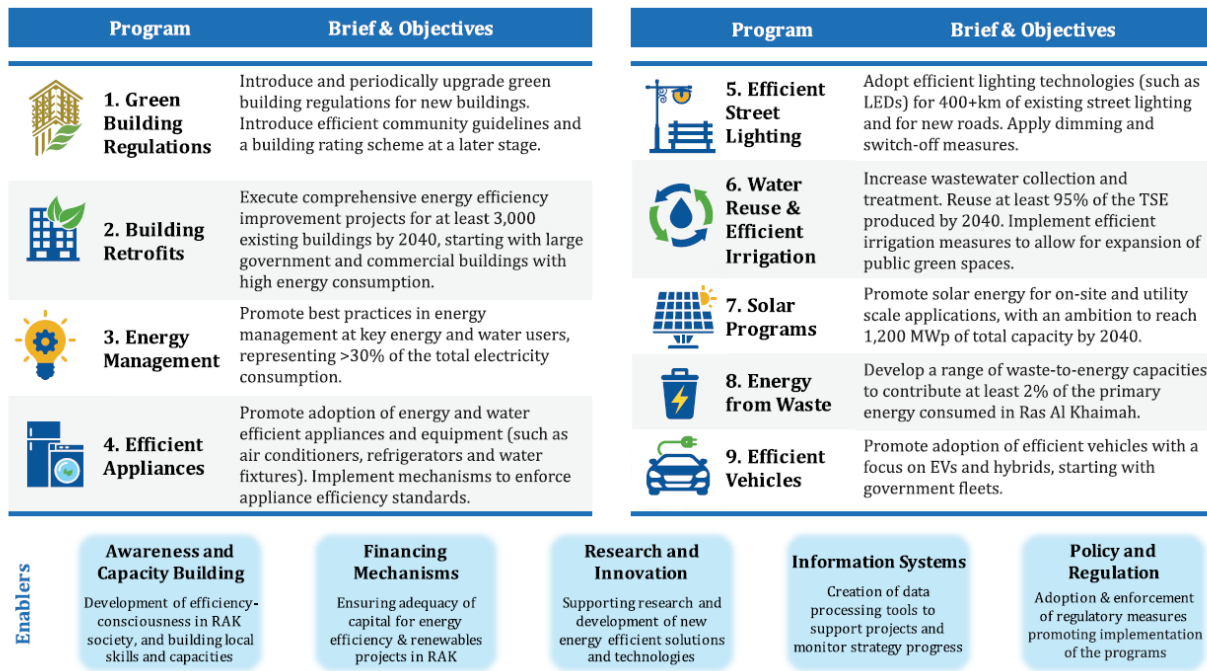 Program Brief & Objectives
1. Green
Building
Regulations
Introduce and periodically upgrade green
building regulations for new buildings.
Introduce efficient community guidelines and
a building rating scheme at a later stage.
2. Building
Retrofits
Execute comprehensive energy efficiency
improvement projects for at least 3,000
existing buildings by 2040, starting with large
government and commercial buildings with
high energy consumption.
3. Energy
Management
Promote best practices in energy
management at key energy and water users,
representing >30% of the total electricity
consumption.
4. Efficient
Appliances
Promote adoption of energy and water
efficient appliances and equipment (such as
air conditioners, refrigerators and water
fixtures). Implement mechanisms to enforce
appliance efficiency standards.
Program Brief & Objectives
5. Efficient
Street
Lighting
Adopt efficient lighting technologies (such as
LEDs) for 400+km of existing street lighting
and for new roads. Apply dimming and
switch-off measures.
6. Water
Reuse &
Efficient
Irrigation
Increase wastewater collection and
treatment. Reuse at least 95% of the TSE
produced by 2040. Implement efficient
irrigation measures to allow for expansion of
public green spaces.
7. Solar
Programs
Promote solar energy for on-site and utility
scale applications, with an ambition to reach
1,200 MWp of total capacity by 2040.
8. Energy
from Waste
Develop a range of waste-to-energy capacities
to contribute at least 2% of the primary
energy consumed in Ras Al Khaimah.
9. Efficient
Vehicles
Promote adoption of efficient vehicles with a
focus on EVs and hybrids, starting with
government fleets.
Enablers
Awareness and
Capacity Building
Development of efficiency-
consciousness in RAK
society, and building local
skills and capacities
Financing
Mechanisms
Ensuring adequacy of
capital for energy
efficiency & renewables
projects in RAK
Research and
Innovation
Supporting research and
development of new
energy efficient solutions
and technologies
Information Systems
Creation of data
processing tools to
support projects and
monitor strategy progress
Policy and
Regulation
Adoption & enforcement
of regulatory measures
promoting implementation
of the programs